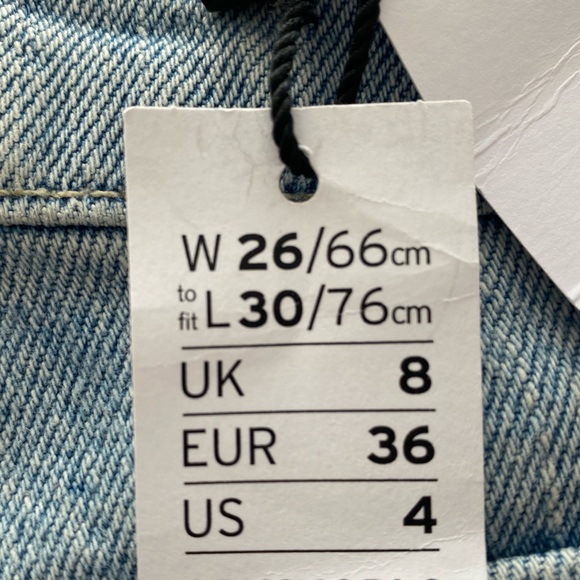 W 26/66cm
to fit L 30/76cm
UK 8
EUR 36
US 4